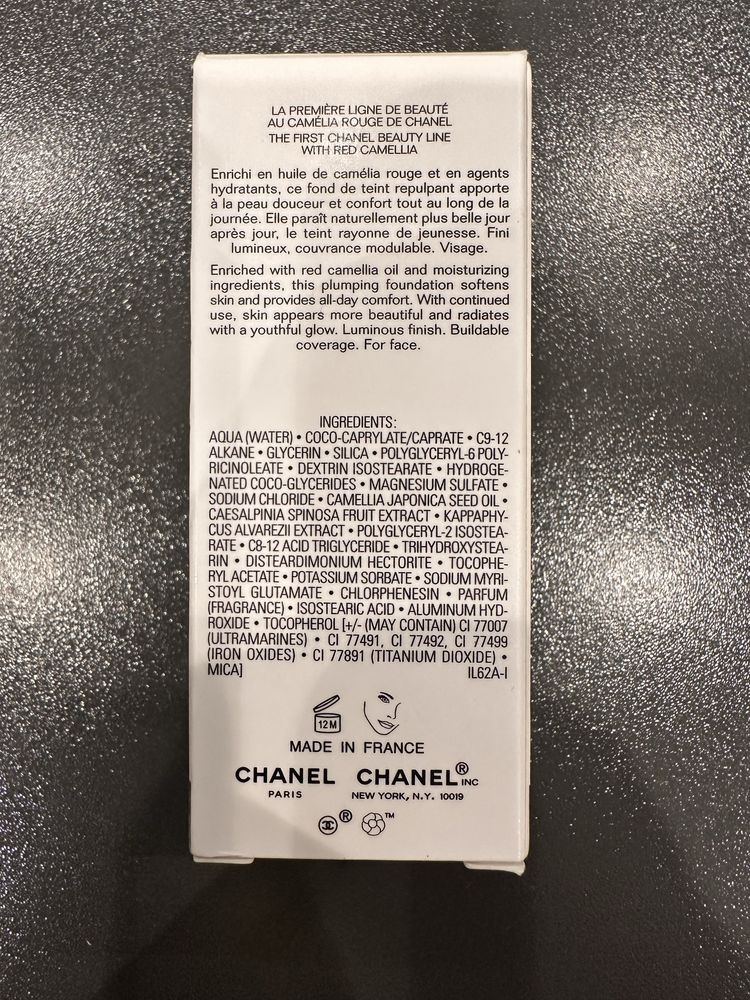 LA PREMIÈRE LIGNE DE BEAUTÉ
AU CAMÉLIA ROUGE DE CHANEL
THE FIRST CHANEL BEAUTY LINE
WITH RED CAMELLIA
Enrichi en huile de camélia rouge et en agents
hydratants, ce fond de teint repulpant apporte
à la peau douceur et confort tout au long de la
journée. Elle paraît naturellement plus belle jour
après jour, le teint rayonne de jeunesse. Fini
lumineux, couvrance modulable. Visage.
Enriched with red camellia oil and moisturizing
ingredients, this plumping foundation softens
skin and provides all-day comfort. With continued
use, skin appears more beautiful and radiates
with a youthful glow. Luminous finish. Buildable
coverage. For face.
INGREDIENTS:
AQUA (WATER) • COCO-CAPRYLATE/CAPRATE • C9-12
ALKANE • GLYCERIN • SILICA • POLYGLYCERYL-6 POLY-
RICINOLEATE • DEXTRIN ISOSTEARATE • HYDROGE-
NATED COCO-GLYCERIDES • MAGNESIUM SULFATE •
SODIUM CHLORIDE • CAMELLIA JAPONICA SEED OIL •
CAESALPINIA SPINOSA FRUIT EXTRACT • KAPPAPHY-
CUS ALVAREZII EXTRACT • POLYGLYCERYL-2 ISOSTEA-
RATE • C8-12 ACID TRIGLYCERIDE • TRIHYDROXYSTEA-
RIN • DISTEARDIMONIUM HECTORITE • TOCOPHE-
RYL ACETATE • POTASSIUM SORBATE • SODIUM MYRI-
STOYL GLUTAMATE • CHLORPHENESIN • PARFUM
(FRAGRANCE) • ISOSTEARIC ACID • ALUMINUM HYD-
ROXIDE • TOCOPHEROL [+/- (MAY CONTAIN) CI 77007
(ULTRAMARINES) • CI 77491, CI 77492, CI 77499
(IRON OXIDES) • CI 77891 (TITANIUM DIOXIDE) •
MICA] IL62A-I
12M
MADE IN FRANCE
CHANEL CHANEL® INC
PARIS NEW YORK, N.Y. 10019
® ™